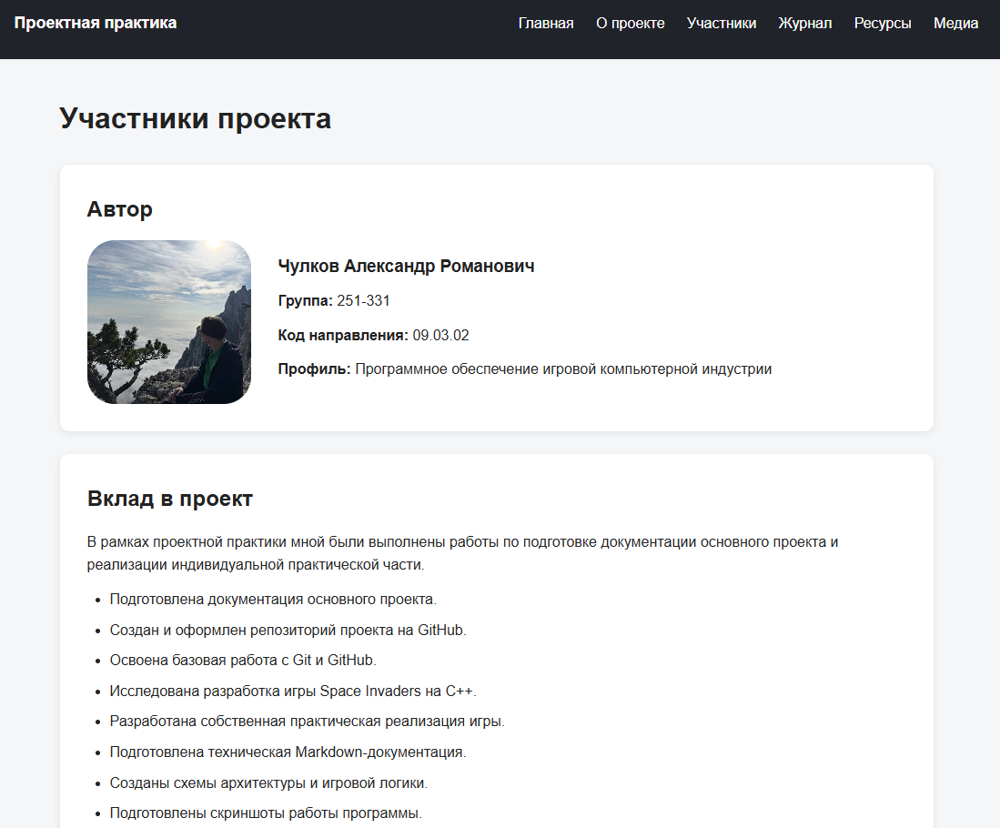 Проектная практика
Главная О проекте Участники Журнал Ресурсы Медиа
Участники проекта
Автор
Чулков Александр Романович
Группа: 251-331
Код направления: 09.03.02
Профиль: Программное обеспечение игровой компьютерной индустрии
Вклад в проект
В рамках проектной практики мной были выполнены работы по подготовке документации основного проекта и
реализации индивидуальной практической части.
• Подготовлена документация основного проекта.
• Создан и оформлен репозиторий проекта на GitHub.
• Освоена базовая работа с Git и GitHub.
• Исследована разработка игры Space Invaders на C++.
• Разработана собственная практическая реализация игры.
• Подготовлена техническая Markdown-документация.
• Созданы схемы архитектуры и игровой логики.
• Подготовлены скриншоты работы программы.